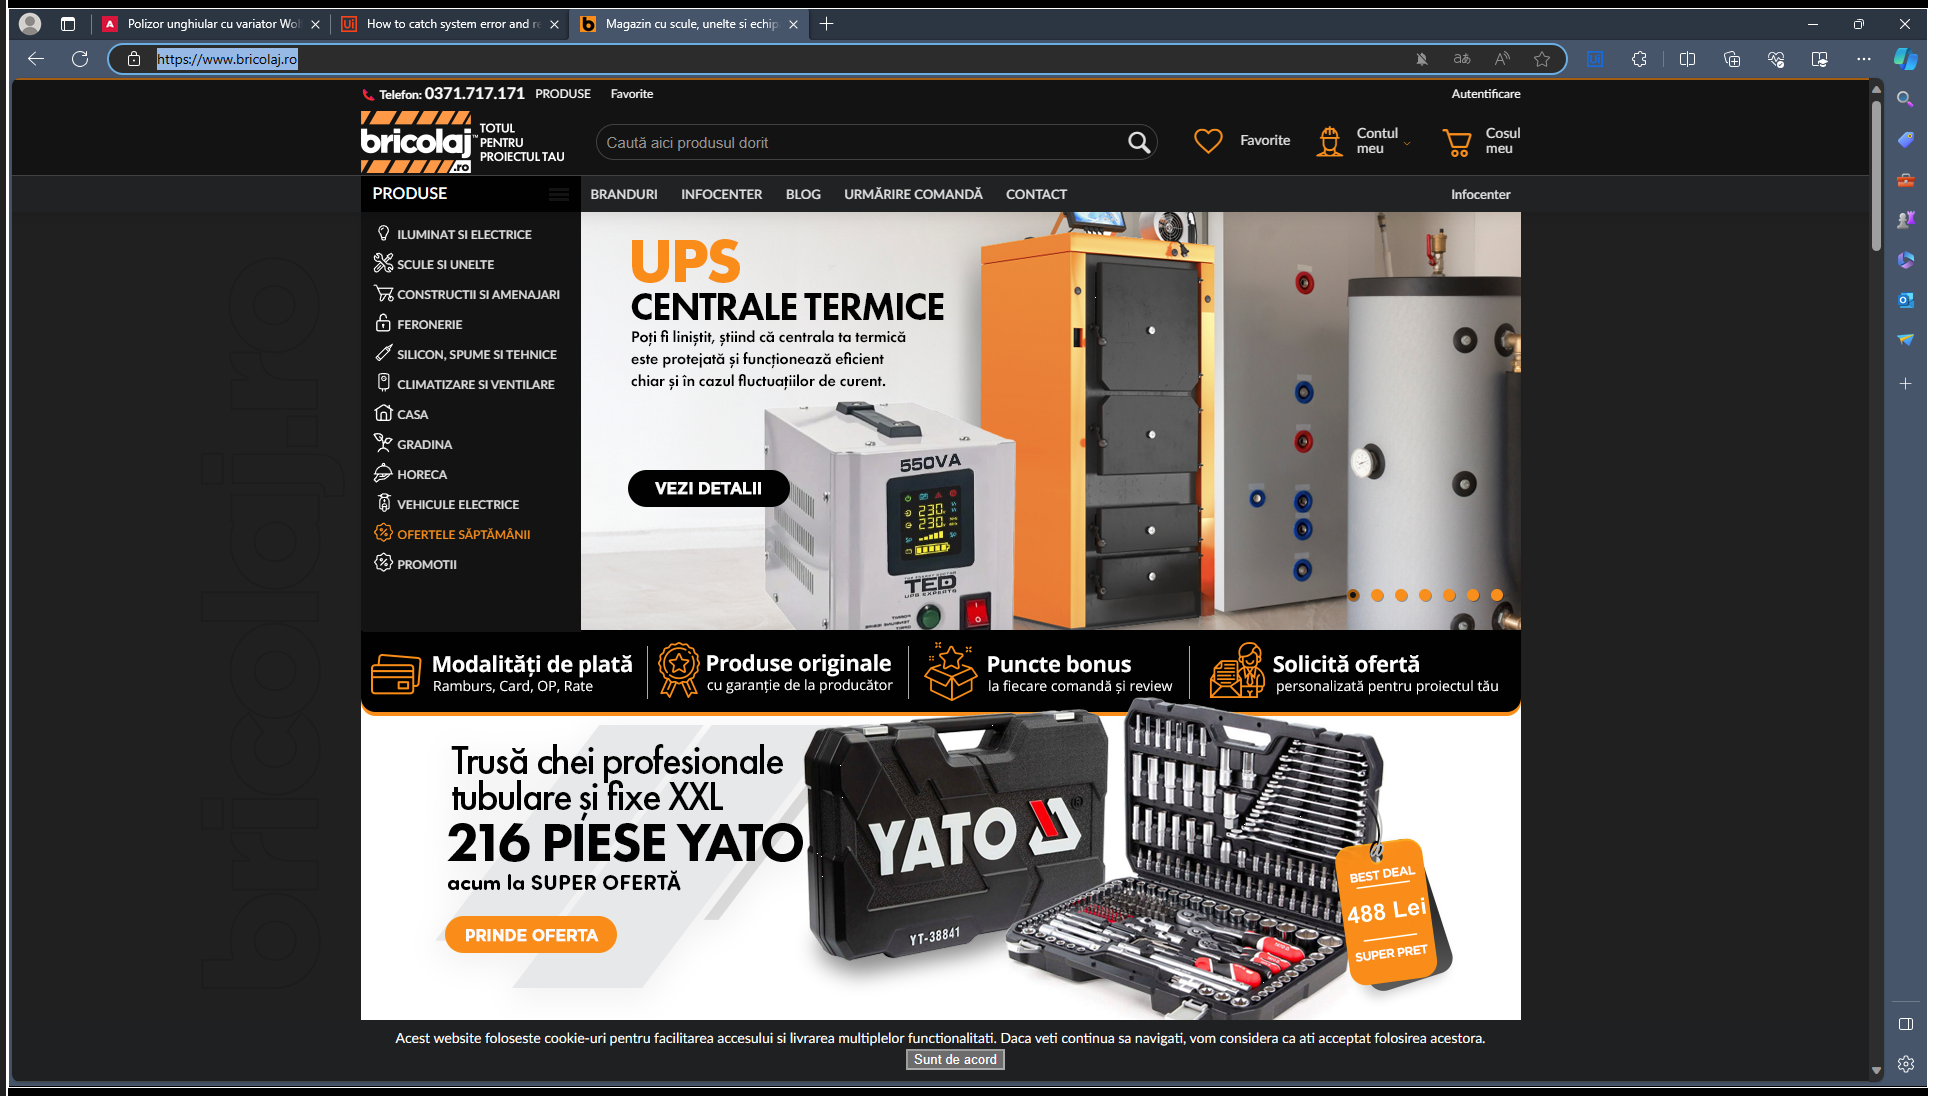 Polizor unghiular cu variator Wol
How to catch system error and re
Magazin cu scule, unelte si echip
https://www.bricolaj.ro
Telefon: 0371.717.171 PRODUSE Favorite
Autentificare
bricolaj™ .ro
TOTUL
PENTRU
PROIECTUL TAU
Caută aici produsul dorit
Favorite
Contul
meu
Cosul
meu
PRODUSE
BRANDURI INFOCENTER BLOG URMĂRIRE COMANDĂ CONTACT
Infocenter
ILUMINAT SI ELECTRICE
SCULE SI UNELTE
CONSTRUCTII SI AMENAJARI
FERONERIE
SILICON, SPUME SI TEHNICE
CLIMATIZARE SI VENTILARE
CASA
GRADINA
HORECA
VEHICULE ELECTRICE
OFERTELE SĂPTĂMÂNII
PROMOTII
UPS
CENTRALE TERMICE
Poți fi liniștit, știind că centrala ta termică
este protejată și funcționează eficient
chiar și în cazul fluctuațiilor de curent.
VEZI DETALII
550VA
230
230
TED
UPS EXPERTS
Modalități de plată
Ramburs, Card, OP, Rate
Produse originale
cu garanție de la producător
Puncte bonus
la fiecare comandă și review
Solicită ofertă
personalizată pentru proiectul tău
Trusă chei profesionale
tubulare și fixe XXL
216 PIESE YATO
acum la SUPER OFERTĂ
PRINDE OFERTA
YATO
YT-38841
BEST DEAL
488 Lei
SUPER PRET
bricolaj.ro
Acest website foloseste cookie-uri pentru facilitarea accesului si livrarea multiplelor functionalitati. Daca veti continua sa navigati, vom considera ca ati acceptat folosirea acestora.
Sunt de acord